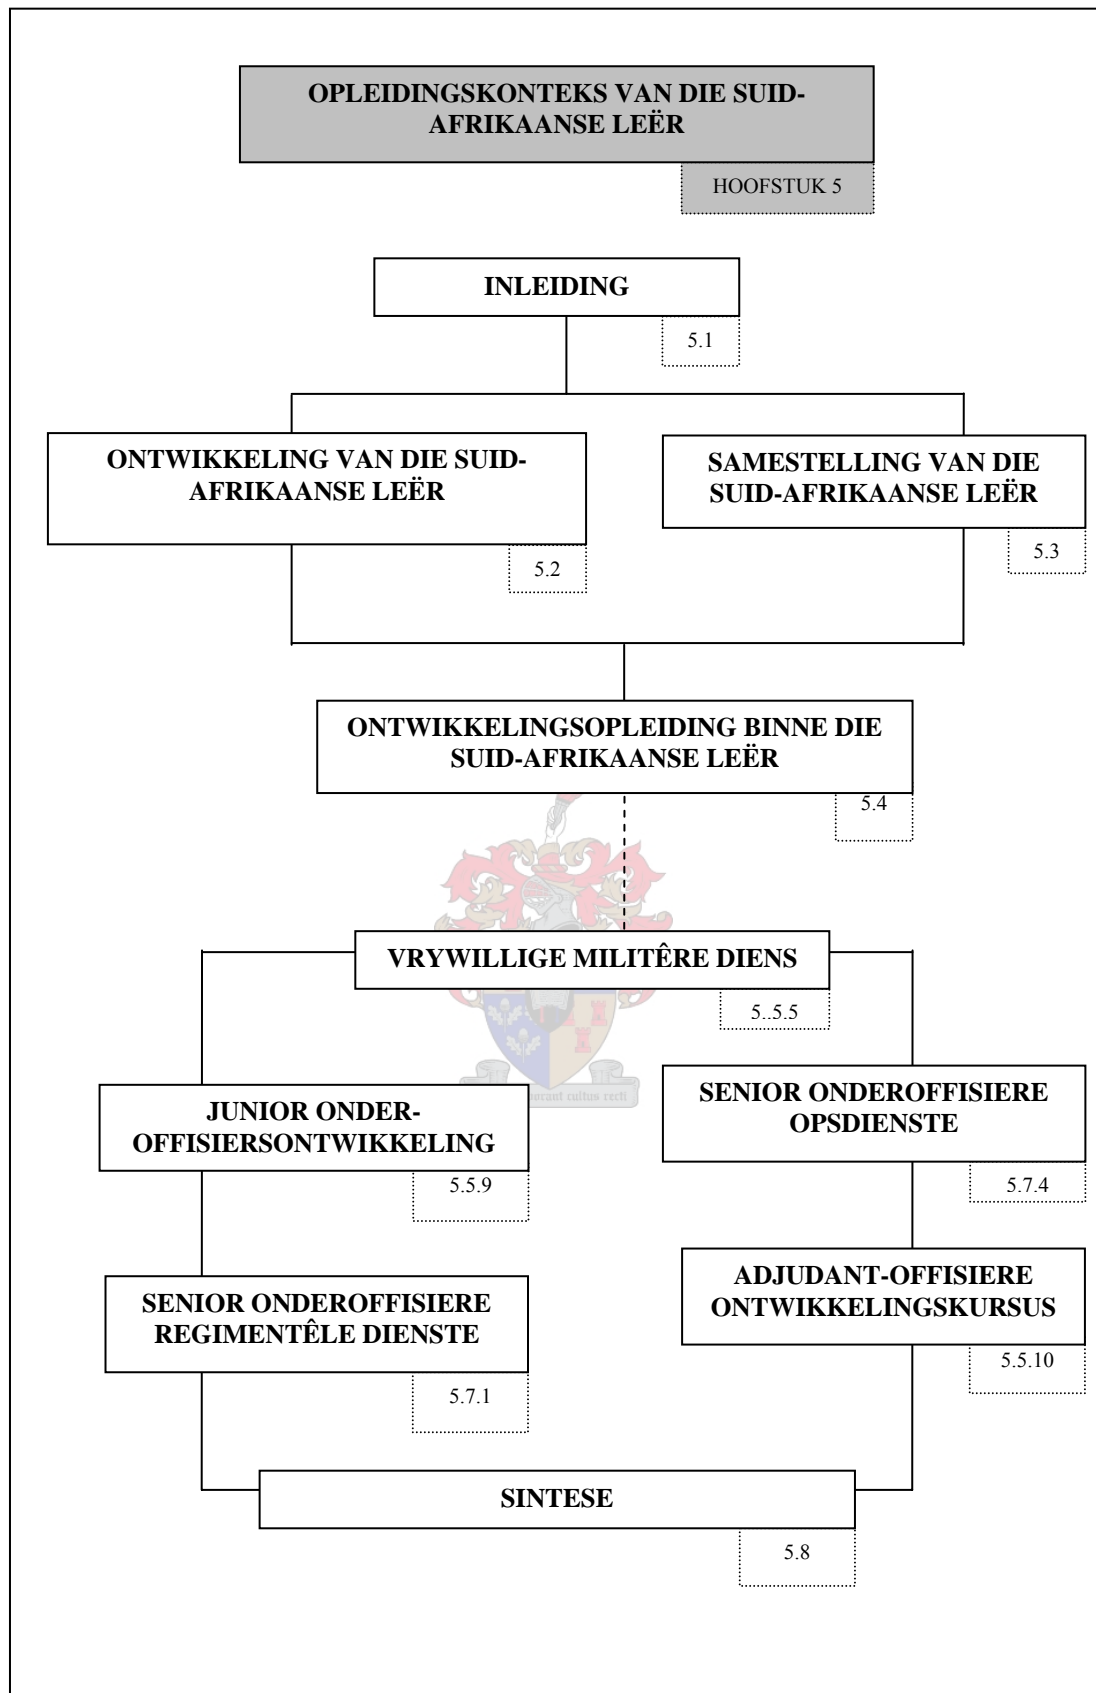 OPLEIDINGSKONTEKS VAN DIE SUID-
AFRIKAANSE LEËR
HOOFSTUK 5
INLEIDING
5.1
ONTWIKKELING VAN DIE SUID-
AFRIKAANSE LEËR
5.2
SAMESTELLING VAN DIE
SUID-AFRIKAANSE LEËR
5.3
ONTWIKKELINGSOPLEIDING BINNE DIE
SUID-AFRIKAANSE LEËR
5.4
VRYWILLIGE MILITÊRE DIENS
5..5.5
JUNIOR ONDER-
OFFISIERSONTWIKKELING
5.5.9
SENIOR ONDEROFFISIERE
OPSDIENSTE
5.7.4
SENIOR ONDEROFFISIERE
REGIMENTÊLE DIENSTE
5.7.1
ADJUDANT-OFFISIERE
ONTWIKKELINGSKURSUS
5.5.10
cultus recti
SINTESE
5.8